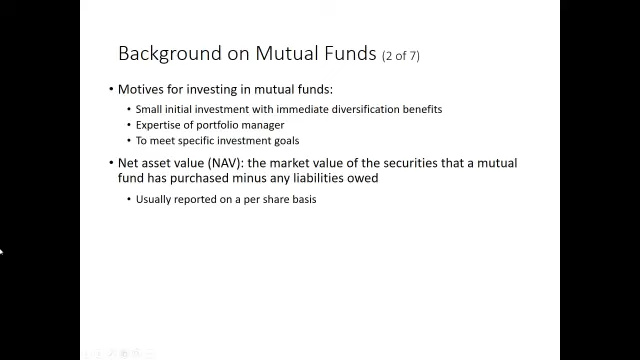 Background on Mutual Funds (2 of 7)
• Motives for investing in mutual funds:
• Small initial investment with immediate diversification benefits
• Expertise of portfolio manager
• To meet specific investment goals
• Net asset value (NAV): the market value of the securities that a mutual
fund has purchased minus any liabilities owed
• Usually reported on a per share basis